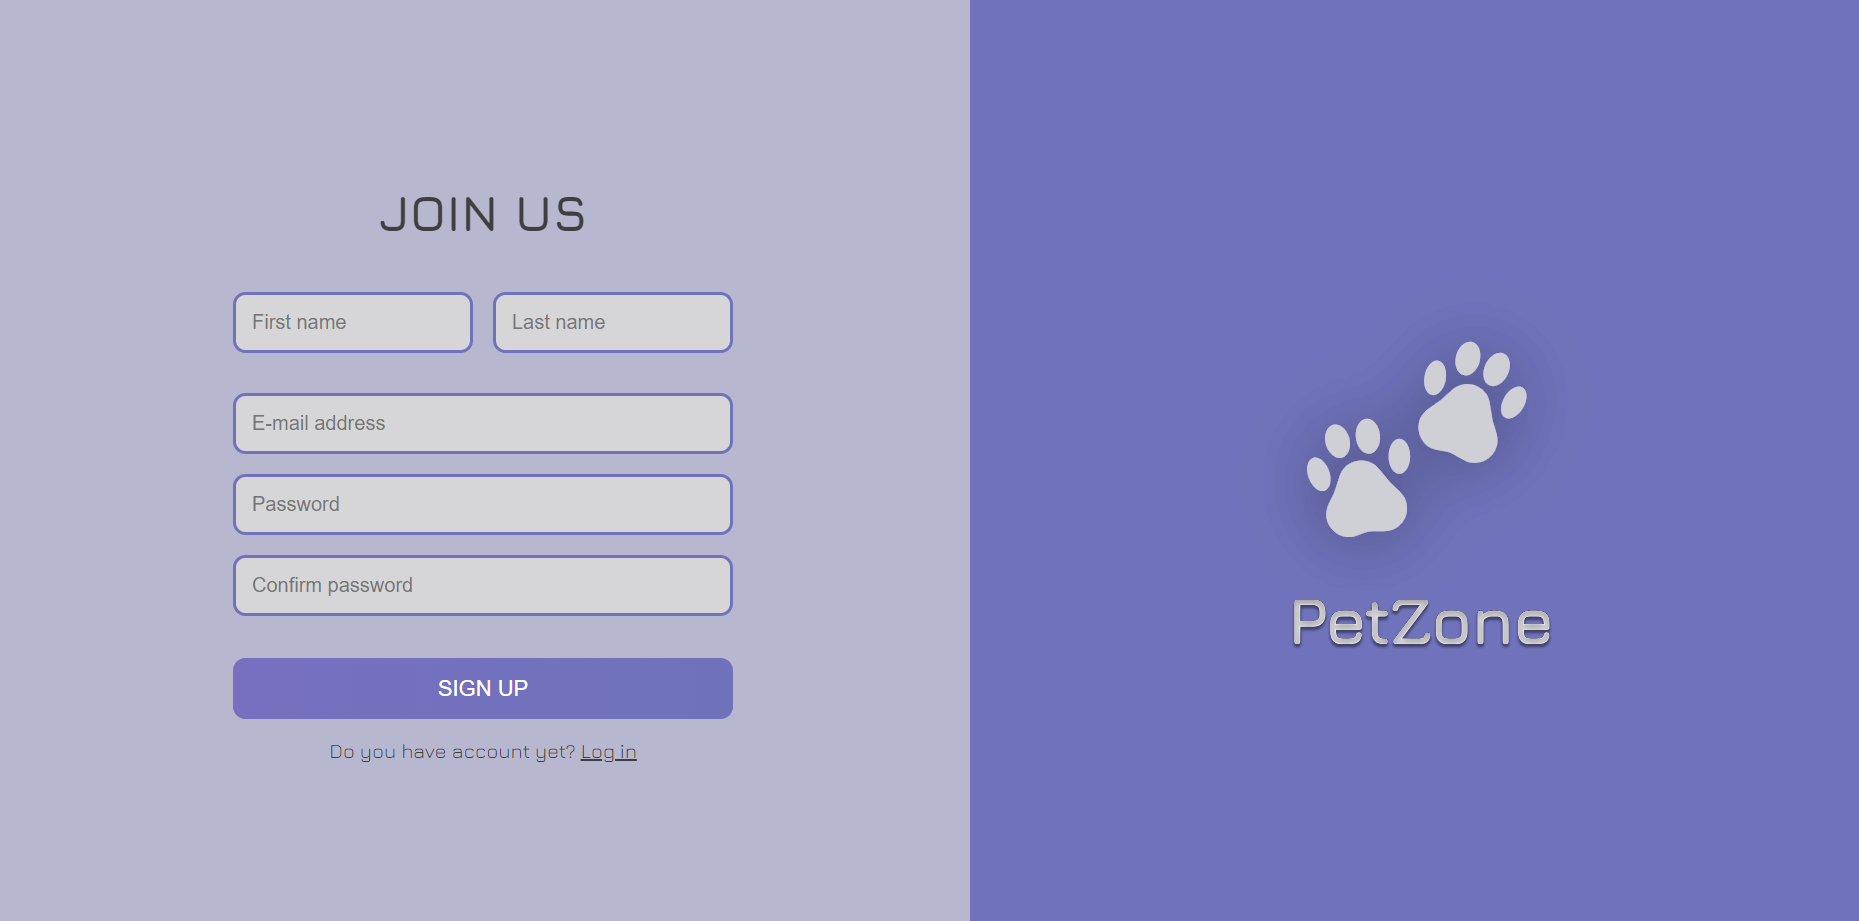 JOIN US
First name
Last name
E-mail address
Password
Confirm password
SIGN UP
Do you have account yet? Log in
PetZone